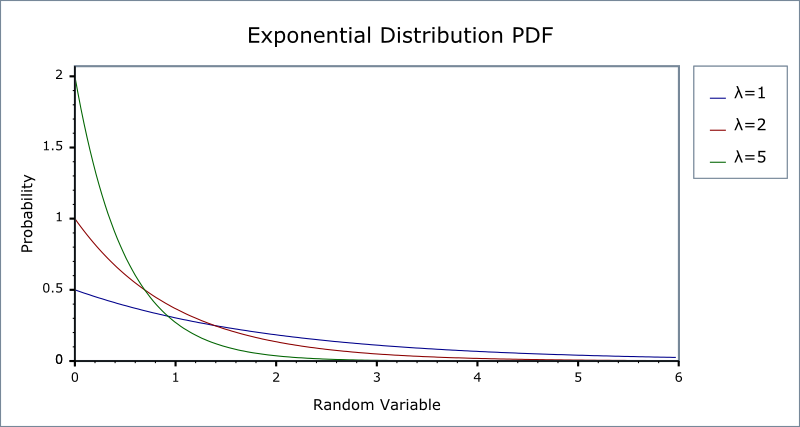 Exponential Distribution PDF
2
1.5
1
0.5
0
Probability
0 1 2 3 4 5 6
Random Variable
λ=1
λ=2
λ=5